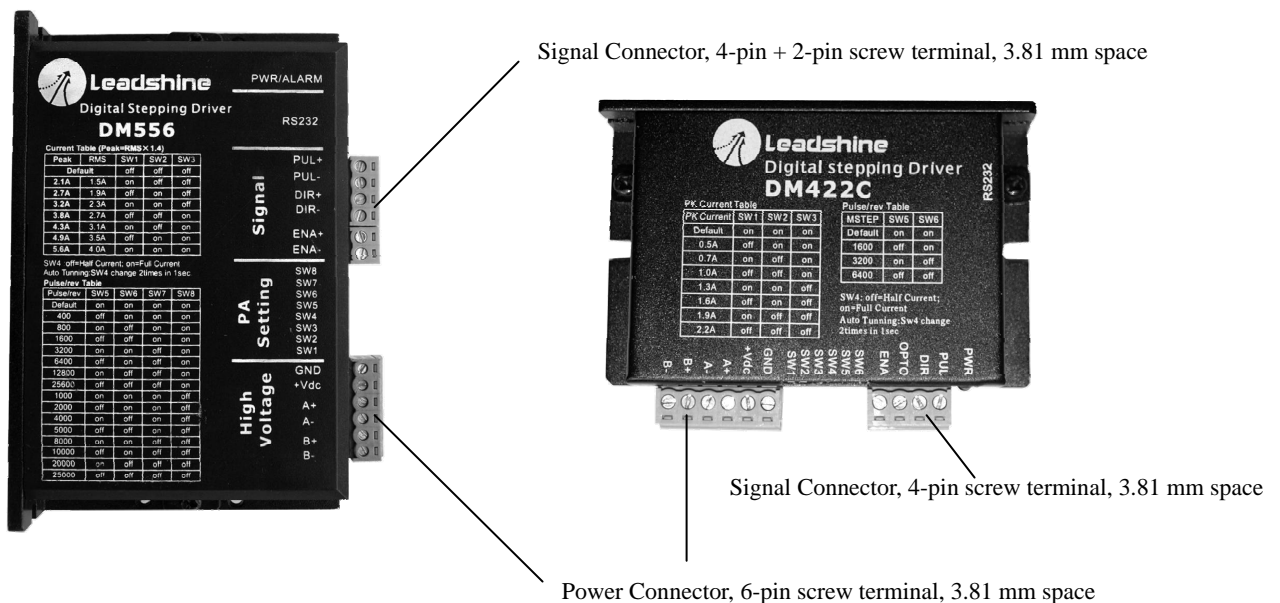 Signal Connector, 4-pin + 2-pin screw terminal, 3.81 mm space
Leadshine
Digital Stepping Driver
DM556
Current Table (Peak=RMS×1.4)
Peak RMS SW1 SW2 SW3
Default off off off
2.1A 1.5A on off off
2.7A 1.9A off on off
3.2A 2.3A on on off
3.8A 2.7A off off on
4.3A 3.1A on off on
4.9A 3.5A off on on
5.6A 4.0A on on on
SW4 :off=Half Current; on=Full Current
Auto Tunning:SW4 change 2times in 1sec.
Pulse/rev Table
Pulse/rev SW5 SW6 SW7 SW8
Default on on on on
400 off on on on
800 on off on on
1600 off off on on
3200 on on off on
6400 off on off on
12800 on off off on
25600 off off off on
1000 on on on off
2000 off on on off
4000 on off on off
5000 off off on off
8000 on on off off
10000 off on off off
20000 on off off off
25000 off off off off
PWR/ALARM
RS232
Signal
PUL+
PUL-
DIR+
DIR-
ENA+
ENA-
PA Setting
SW8
SW7
SW6
SW5
SW4
SW3
SW2
SW1
High Voltage
GND
+Vdc
A+
A-
B+
B-
Leadshine
Digital stepping Driver
DM422C
RS232
PK Current Table
PK Current SW1 SW2 SW3
Default on on on
0.5A off on on
0.7A on off on
1.0A off off on
1.3A on on off
1.6A off on off
1.9A on off off
2.2A off off off
Pulse/rev Table
MSTEP SW5 SW6
Default on on
1600 off on
3200 on off
6400 off off
SW4: off=Half Current;
on=Full Current
Auto Tunning:Sw4 change
2times in 1sec
B- B+ A- A+ +Vdc GND SW1 SW2 SW3 SW4 SW5 SW6 ENA OPTO DIR PUL PWR
Signal Connector, 4-pin screw terminal, 3.81 mm space
Power Connector, 6-pin screw terminal, 3.81 mm space